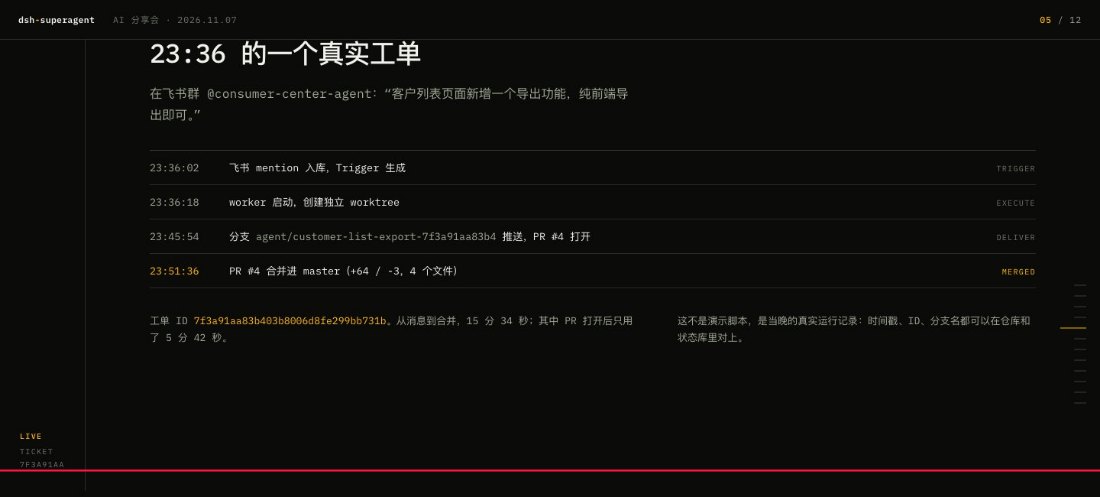 dsh-superagent AI 分享会 · 2026.11.07 05 / 12
23:36 的一个真实工单
在飞书群 @consumer-center-agent：“客户列表页面新增一个导出功能，纯前端导
出即可。”
23:36:02 飞书 mention 入库，Trigger 生成 TRIGGER
23:36:18 worker 启动，创建独立 worktree EXECUTE
23:45:54 分支 agent/customer-list-export-7f3a91aa83b4 推送，PR #4 打开 DELIVER
23:51:36 PR #4 合并进 master（+64 / -3，4 个文件） MERGED
工单 ID 7f3a91aa83b403b8006d8fe299bb731b。从消息到合并，15 分 34 秒：其中 PR 打开后只用
了 5 分 42 秒。
这不是演示脚本，是当晚的真实运行记录：时间戳、ID、分支名都可以在仓库和
状态库里对上。
LIVE
TICKET
7F3A91AA